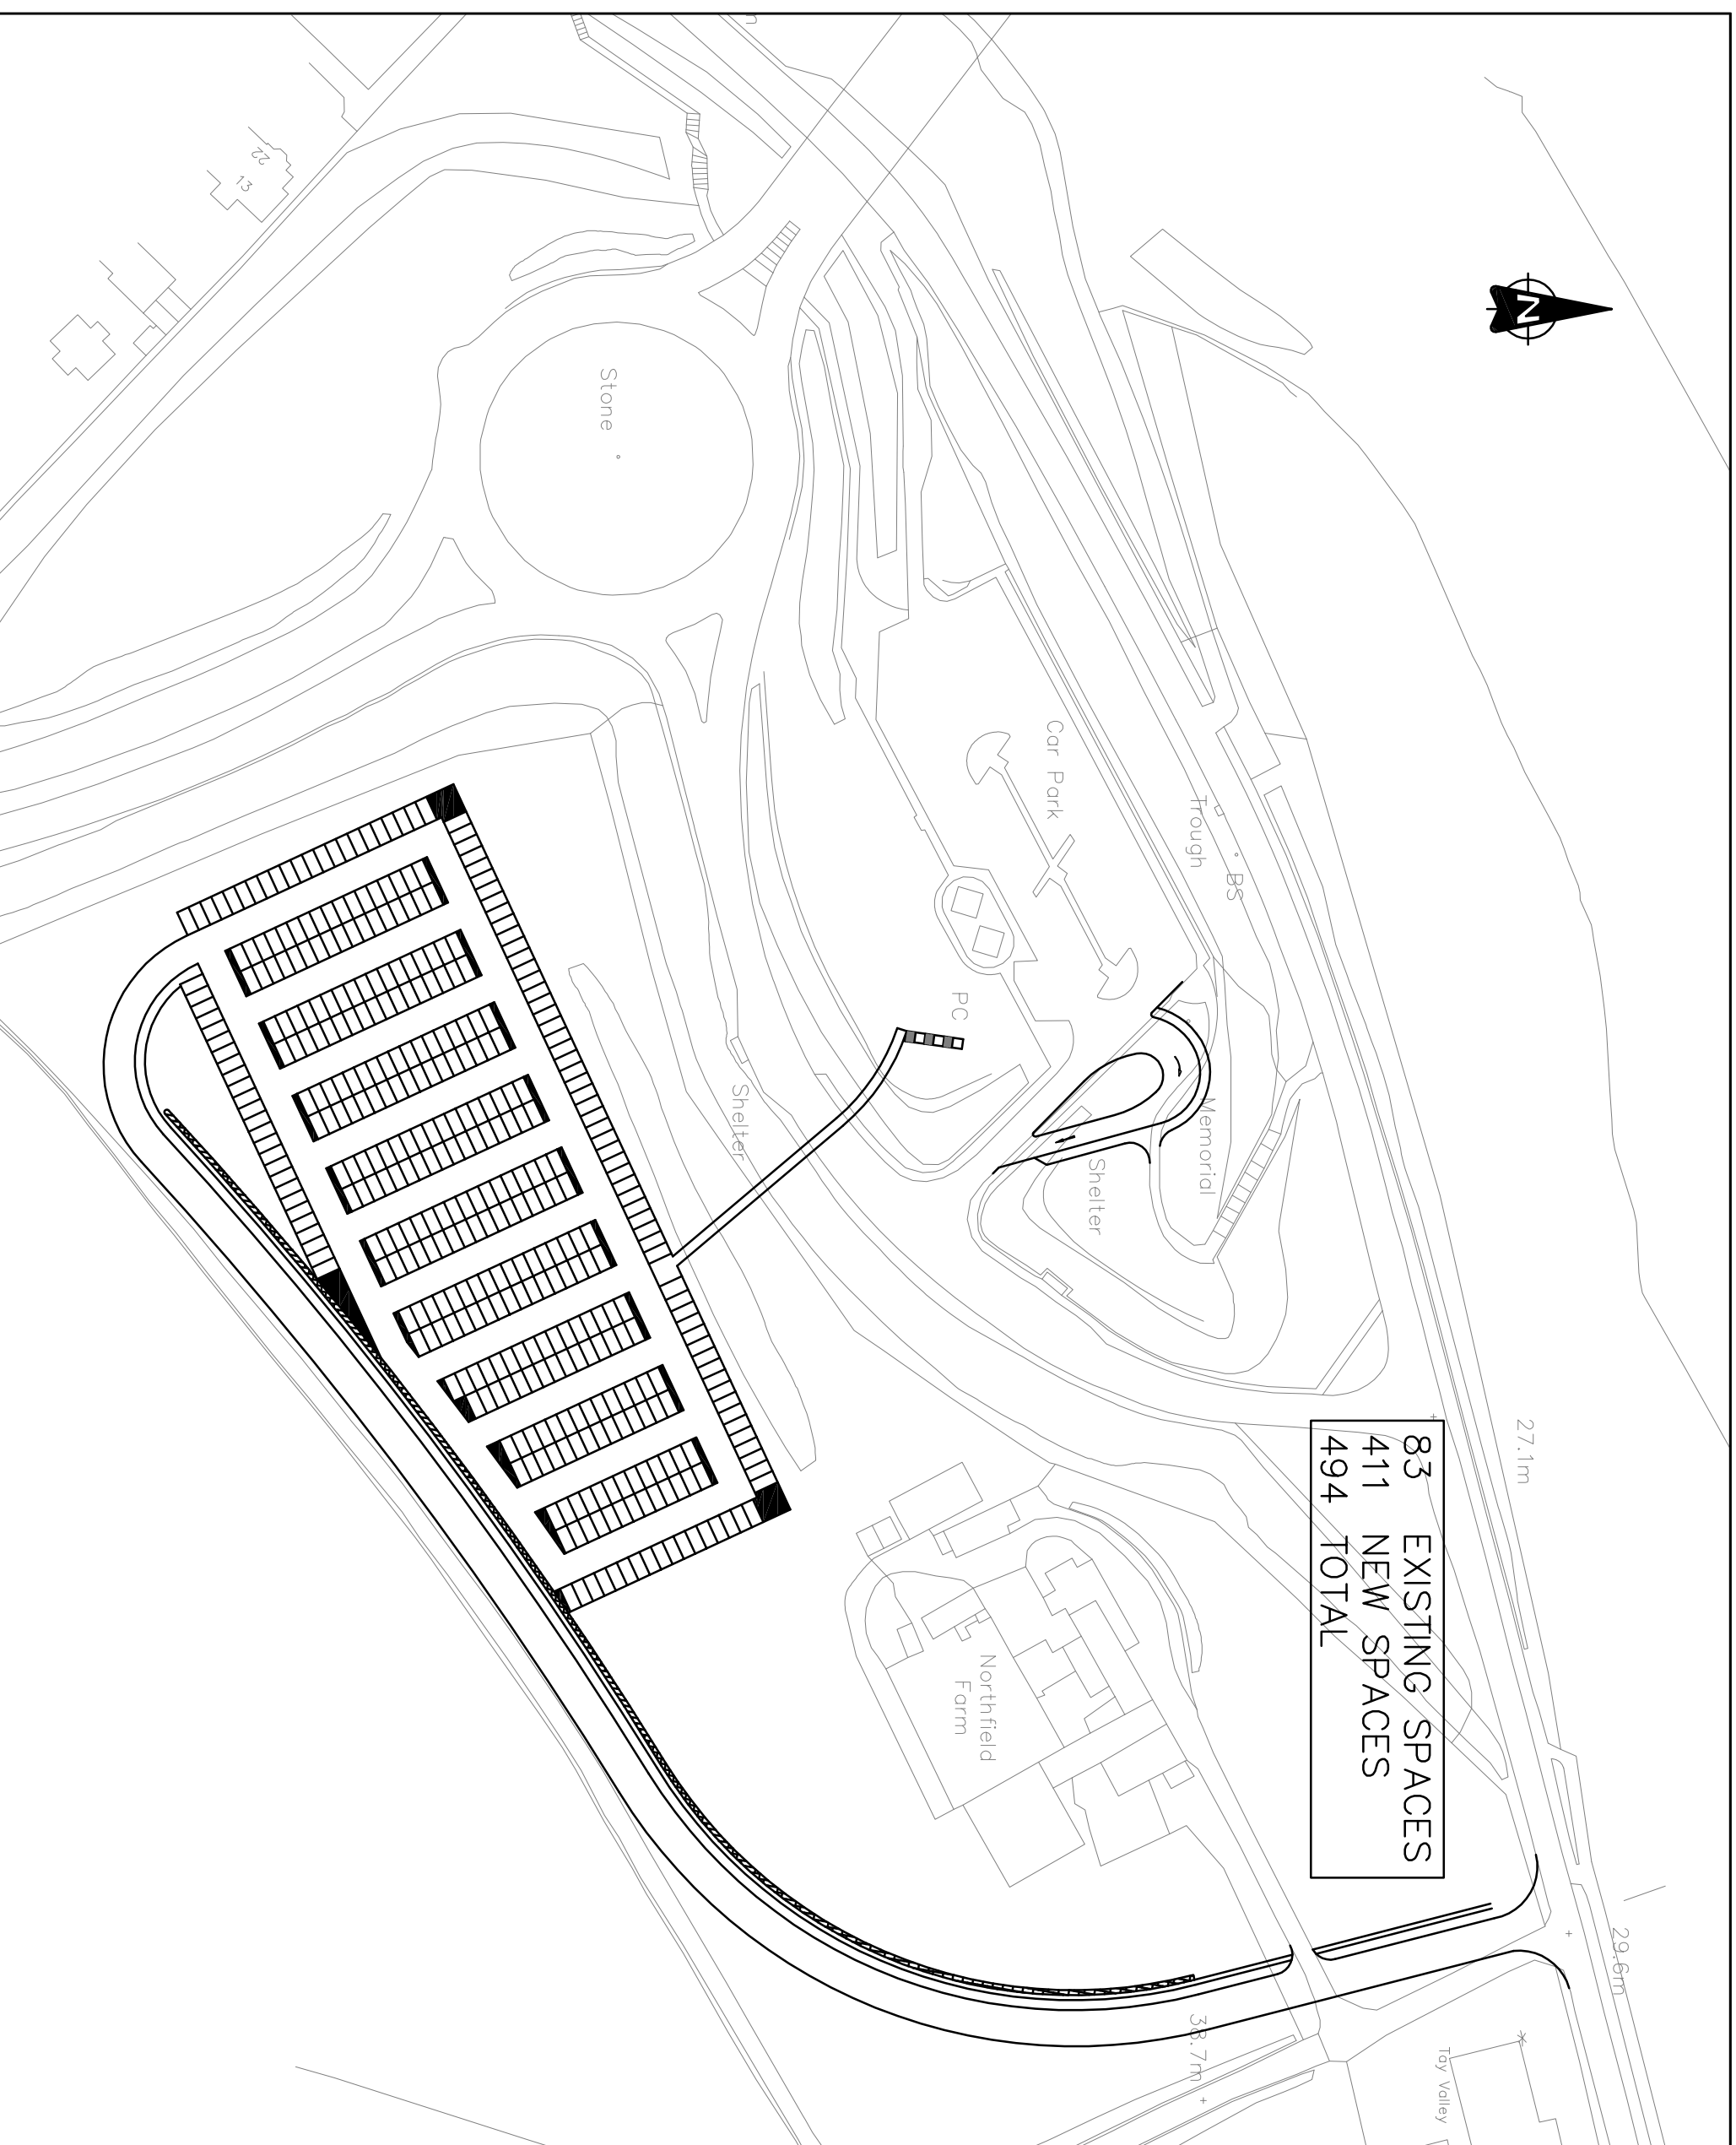 N
22
13
Stone
Car Park
Trough
BS
PC
Shelter
Memorial
Shelter
27.1m
83 EXISTING SPACES
411 NEW SPACES
494 TOTAL
Northfield
Farm
29.6m
38.7m
Tay Valley